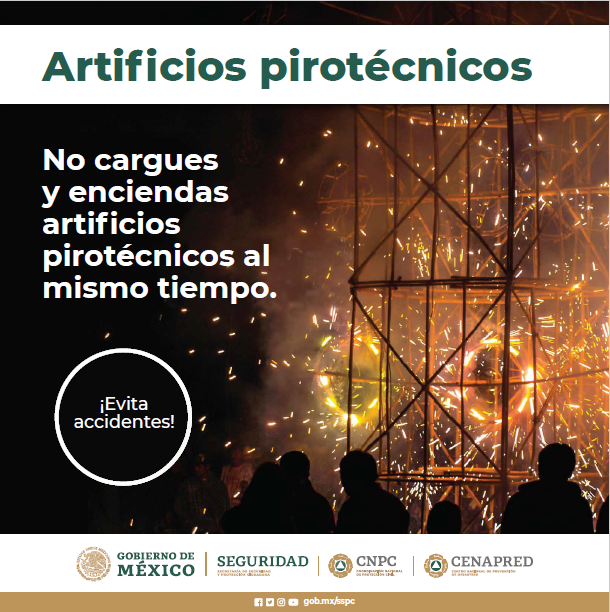 Artificios pirotécnicos
No cargues
y enciendas
artificios
pirotécnicos al
mismo tiempo.
¡Evita
accidentes!
GOBIERNO DE
MÉXICO
SEGURIDAD
SECRETARÍA DE SEGURIDAD
Y PROTECCIÓN CIUDADANA
CNPC
COORDINACIÓN NACIONAL
DE PROTECCIÓN CIVIL
CENAPRED
CENTRO NACIONAL DE PREVENCIÓN
DE DESASTRES
gob.mx/sspc